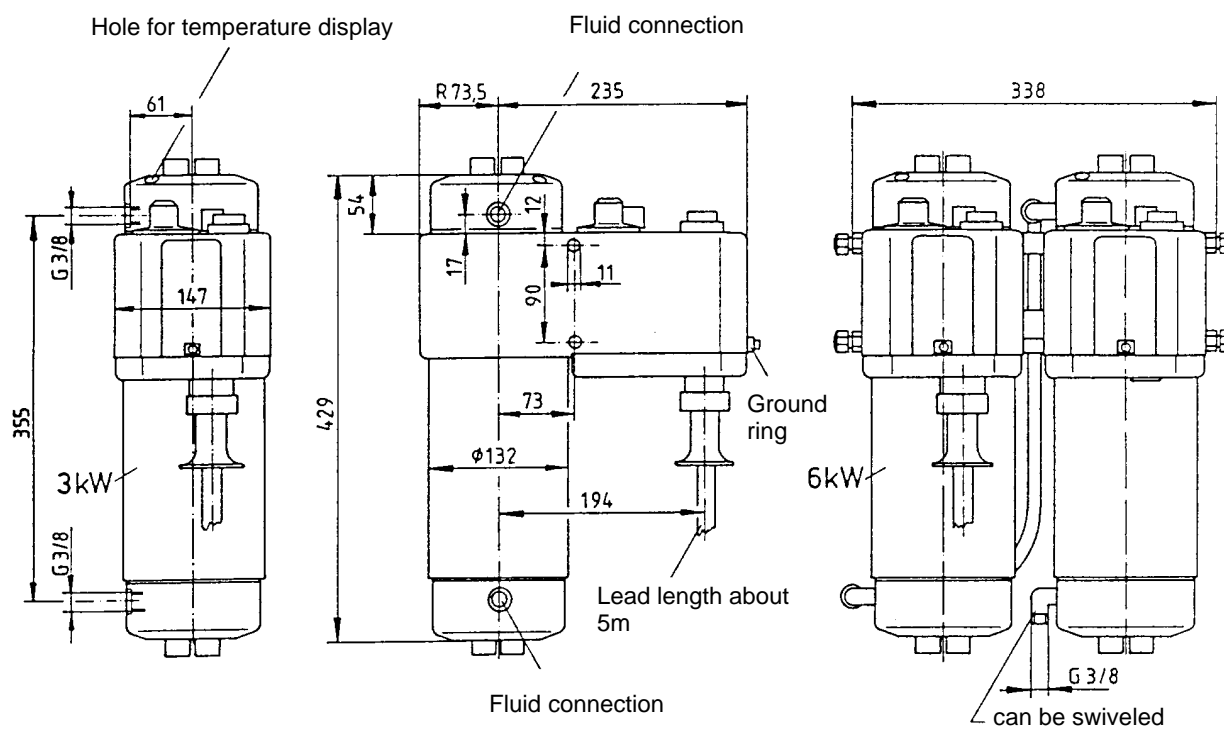 Hole for temperature display
Fluid connection
61
R 73,5
235
338
54
12
G 3/8
17
11
90
147
355
429
73
Ground
ring
3kW
ϕ132
6kW
194
G 3/8
Lead length about
5m
G 3/8
Fluid connection
can be swiveled